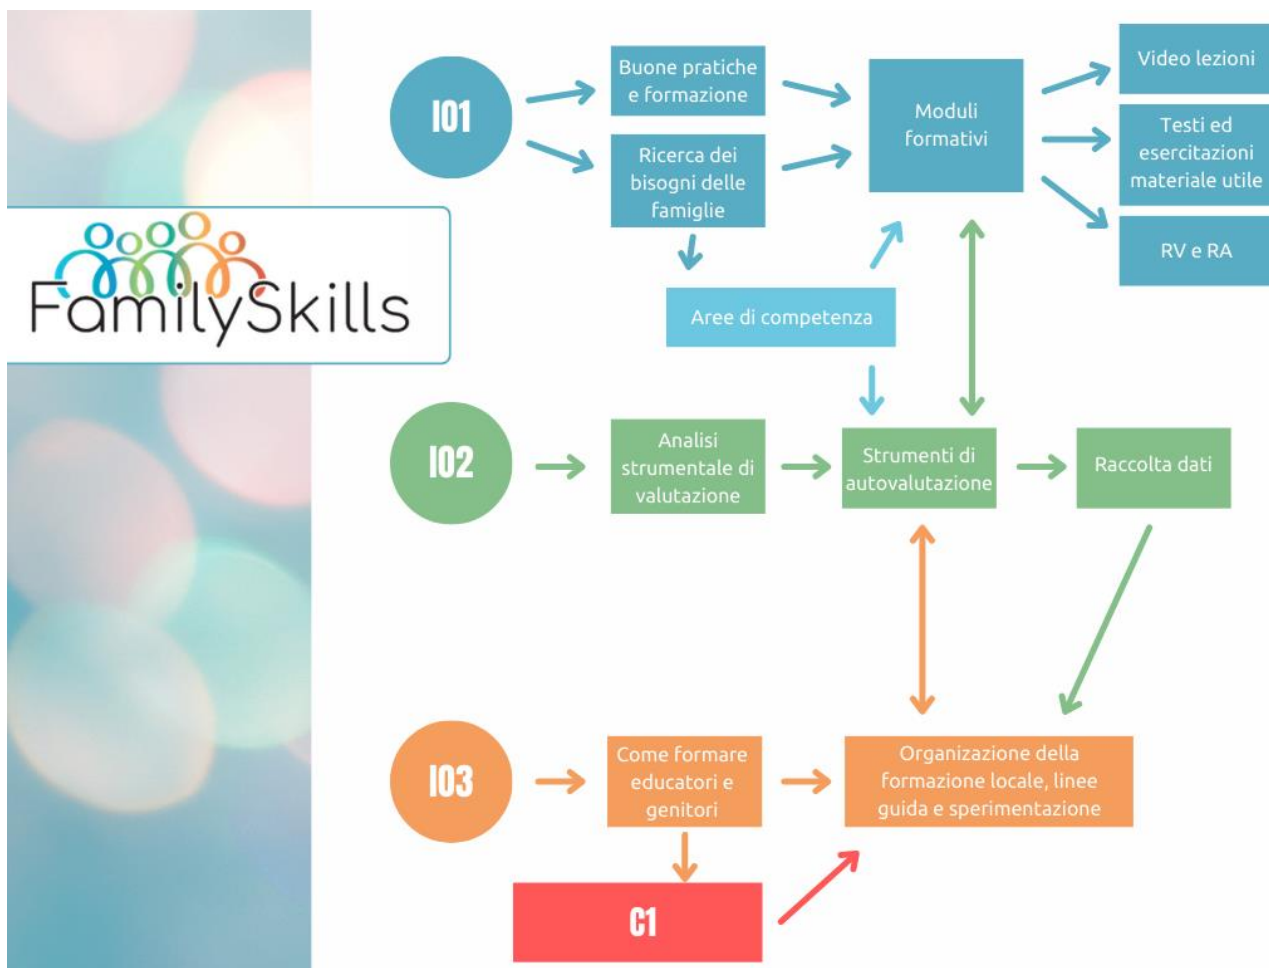 FamilySkills
IO1
Buone pratiche
e formazione
Ricerca dei
bisogni delle
famiglie
Moduli
formativi
Video lezioni
Testi ed
esercitazioni
materiale utile
RV e RA
Aree di competenza
IO2
Analisi
strumentale di
valutazione
Strumenti di
autovalutazione
Raccolta dati
IO3
Come formare
educatori e
genitori
Organizazione della
formazione locale, linee
guida e sperimentazione
C1